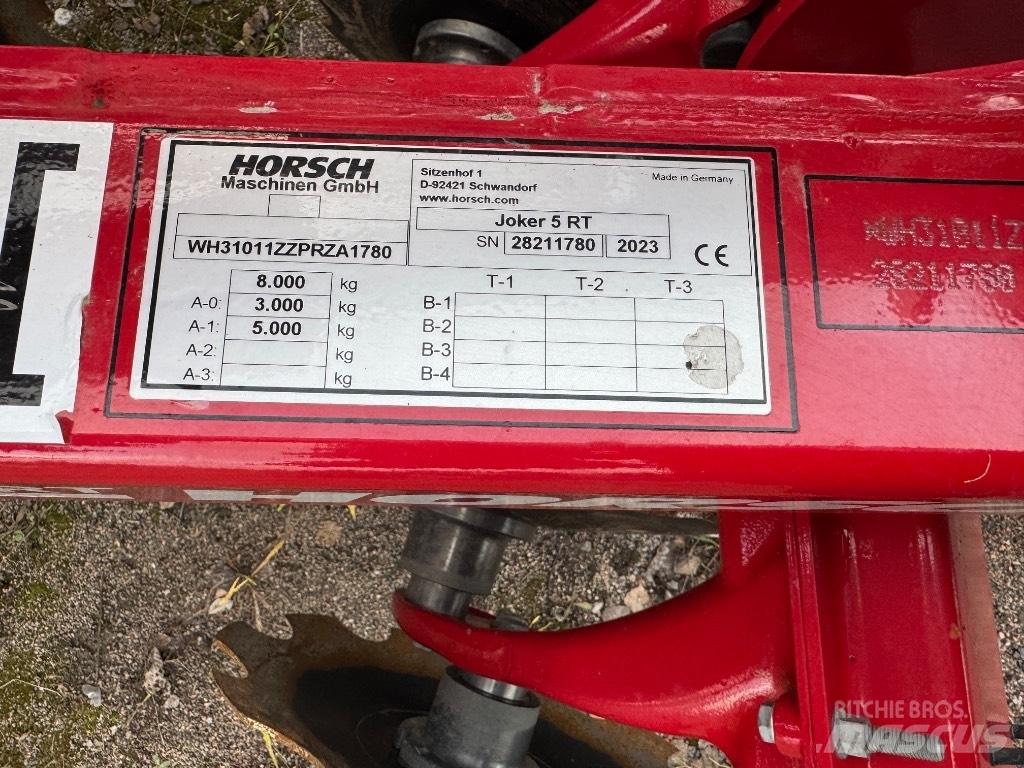 HORSCH
Maschinen GmbH
Sitzenhof 1
D-92421 Schwandorf
www.horsch.com
Made in Germany
Joker 5 RT
WH31011ZZPRZA1780
SN 28211780 2023
CE
8.000 kg
A-0: 3.000 kg
A-1: 5.000 kg
A-2: kg
A-3: kg
T-1 T-2 T-3
B-1
B-2
B-3
B-4
28211780
RITCHIE BROS.
MASCUS